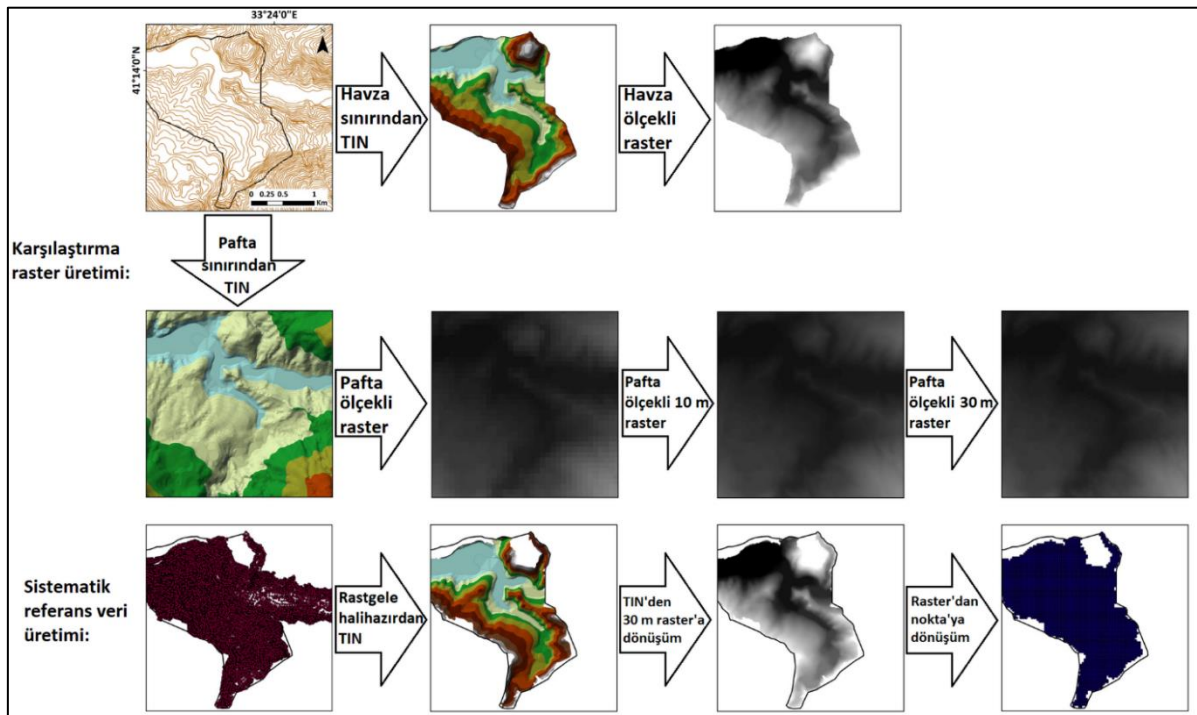 33°24'0"E
41°14'0"N
0 0.25 0.5 1
Km
Havza
sınırından
TIN
Havza
ölçekli
raster
Karşılaştırma
raster üretimi:
Pafta
sınırından
TIN
Pafta
ölçekli
raster
Pafta
ölçekli 10 m
raster
Pafta
ölçekli 30 m
raster
Sistematik
referans veri
üretimi:
Rastgele
halihazırdan
TIN
TIN'den
30 m raster'a
dönüşüm
Raster'dan
nokta'ya
dönüşüm